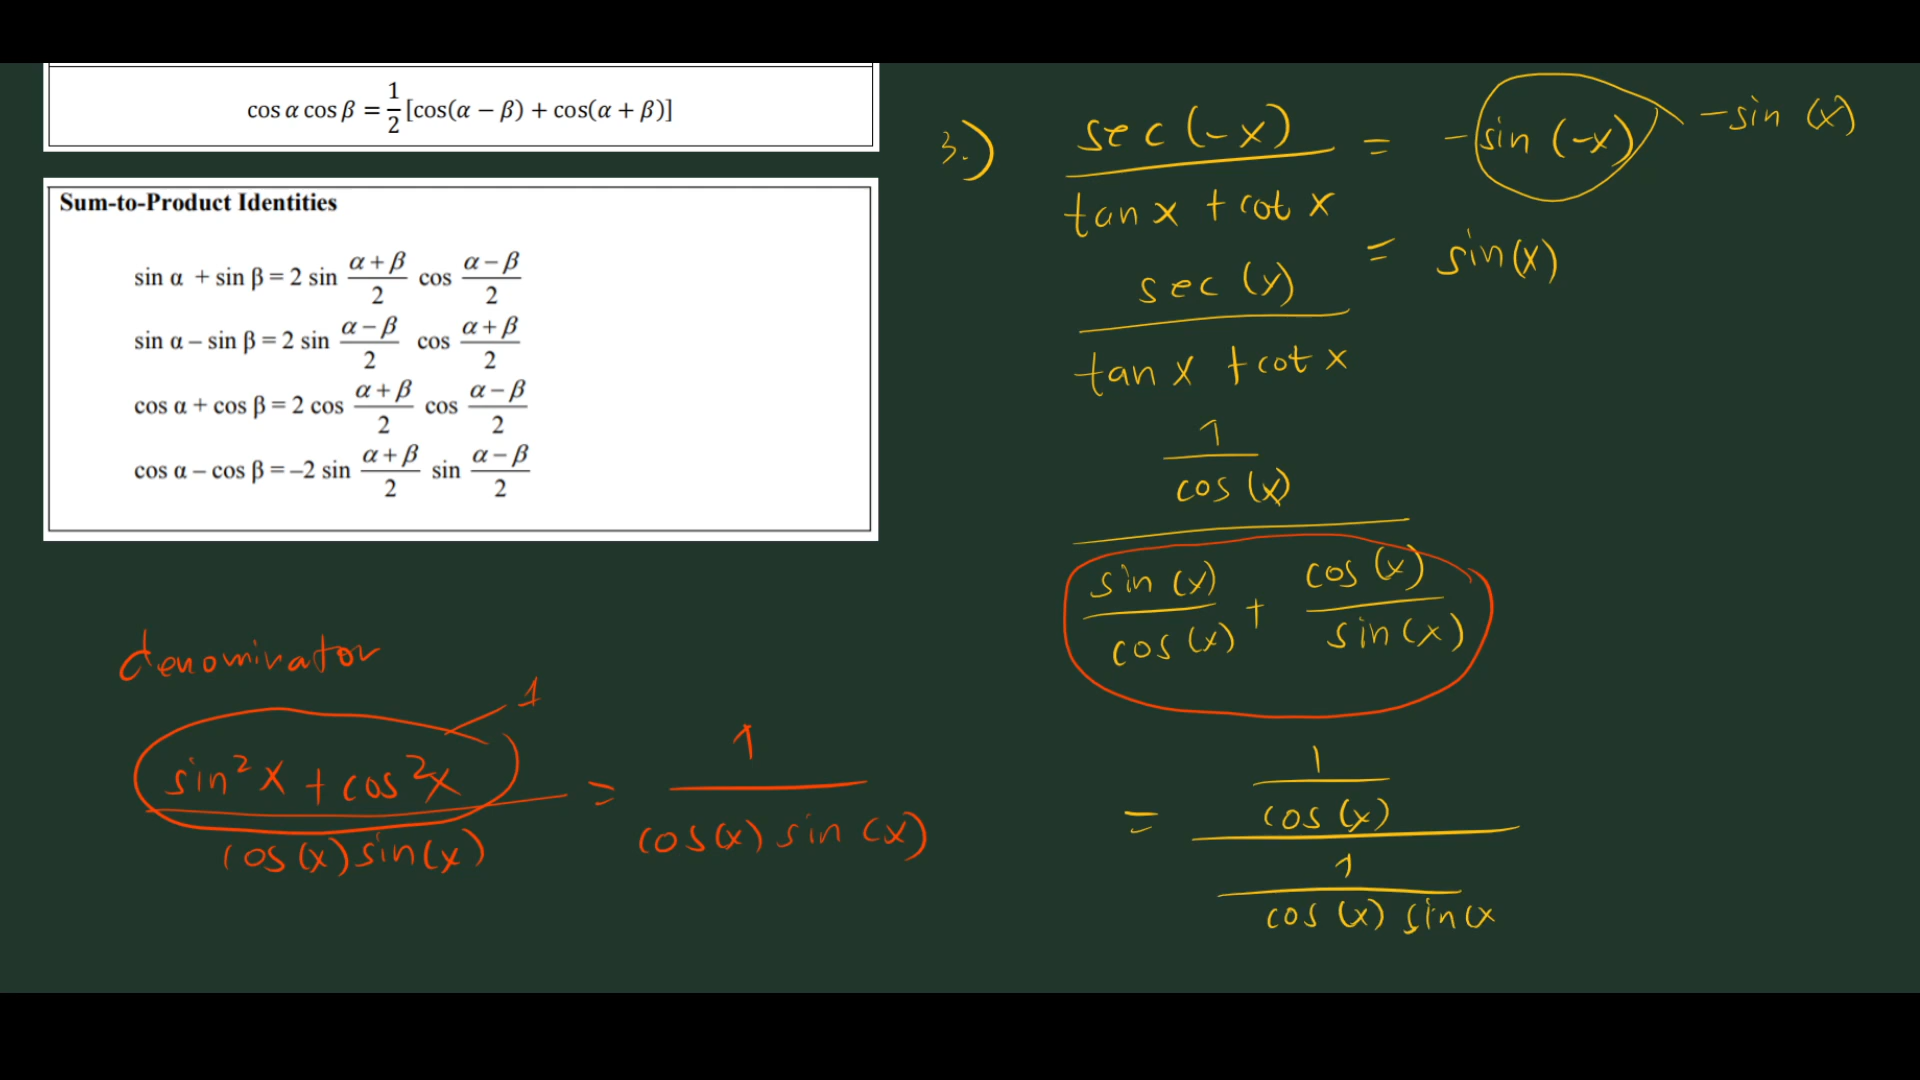 cos α cos β = 1/2 [cos(α − β) + cos(α + β)]
Sum-to-Product Identities
sin α + sin β = 2 sin (α + β)/2 cos (α − β)/2
sin α – sin β = 2 sin (α − β)/2 cos (α + β)/2
cos α + cos β = 2 cos (α + β)/2 cos (α − β)/2
cos α – cos β = –2 sin (α + β)/2 sin (α − β)/2
denominator
1
sin²x + cos²x
cos(x) sin(x)
=
1
cos(x) sin(x)
3.)
sec(-x)
tan x + cot x
= -sin(-x)
-sin(x)
= sin(x)
sec(x)
tan x + cot x
1
cos(x)
sin(x)/cos(x) + cos(x)/sin(x)
=
1
cos(x)
1
cos(x) sin(x